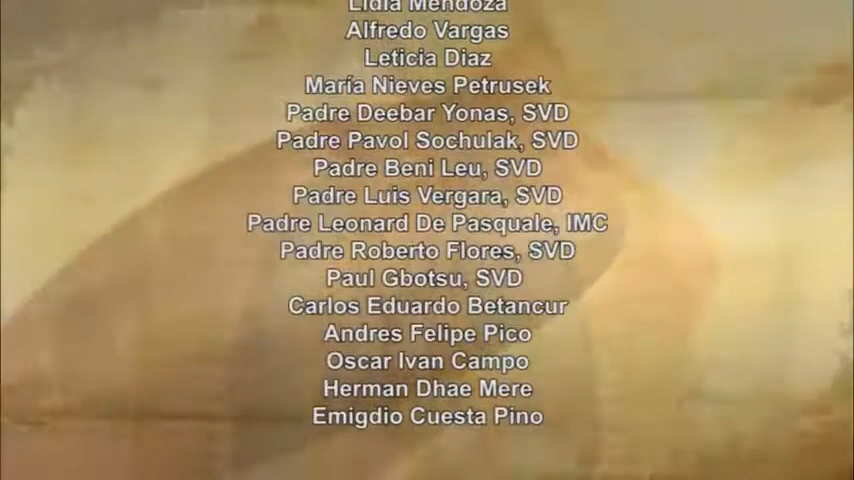 Lidia Mendoza
Alfredo Vargas
Leticia Diaz
María Nieves Petrusek
Padre Deebar Yonas, SVD
Padre Pavol Sochulak, SVD
Padre Beni Leu, SVD
Padre Luis Vergara, SVD
Padre Leonard De Pasquale, IMC
Padre Roberto Flores, SVD
Paul Gbotsu, SVD
Carlos Eduardo Betancur
Andres Felipe Pico
Oscar Ivan Campo
Herman Dhae Mere
Emigdio Cuesta Pino